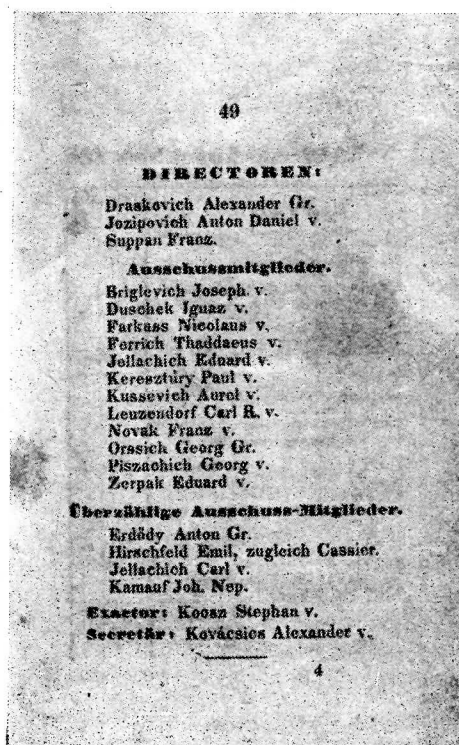 49
DIRECTOREN:
Draskovich Alexander Gr.
Jozipovich Anton Daniel v.
Suppan Franz.
Ausschussmitglieder.
Briglevich Joseph. v.
Duschek Ignaz v.
Farkass Nicolaus v.
Ferrich Thaddaeus v.
Jellachich Eduard v.
Keresztúry Paul v.
Kussevich Aurel v.
Leuzendorf Carl R. v.
Novak Franz v.
Orssich Georg Gr.
Piszachich Georg v.
Zerpak Eduard v.
Überzählige Ausschuss-Mitglieder.
Erdödy Anton Gr.
Hirschfeld Emil, zugleich Cassier.
Jellachich Carl v.
Kamauf Joh. Nep.
Exactor: Koosz Stephan v.
Secretär: Kovácsics Alexander v.
4